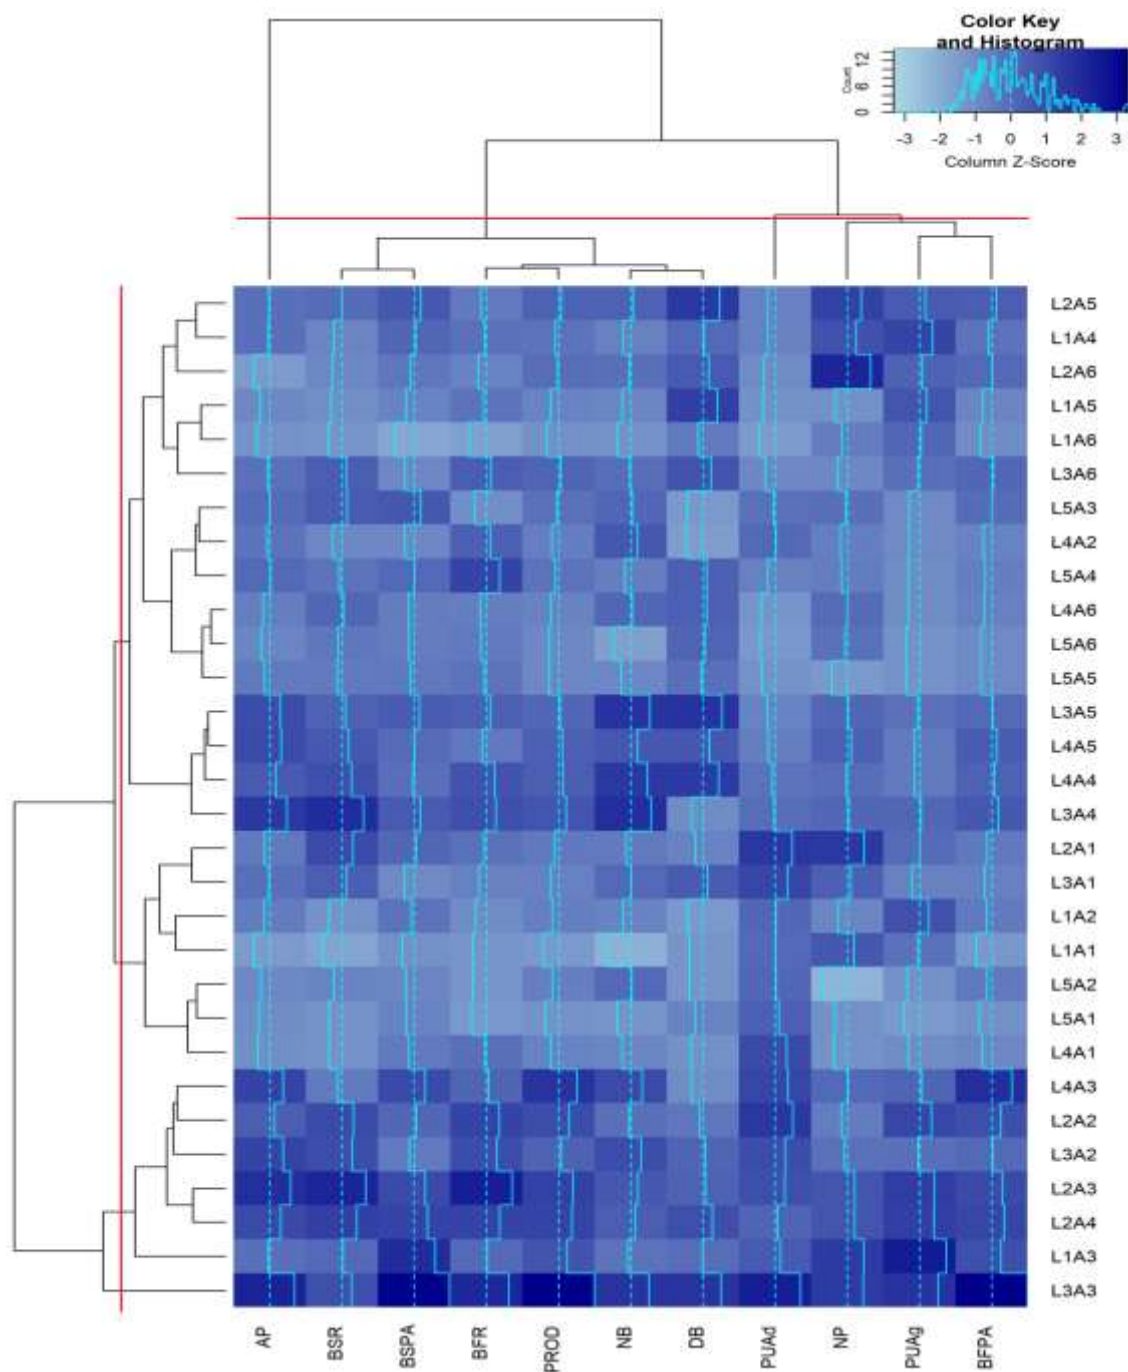 Color Key
and Histogram
Count
0 6 12
-3 -2 -1 0 1 2 3
Column Z-Score
L2A5
L1A4
L2A6
L1A5
L1A6
L3A6
L5A3
L4A2
L5A4
L4A6
L5A6
L5A5
L3A5
L4A5
L4A4
L3A4
L2A1
L3A1
L1A2
L1A1
L5A2
L5A1
L4A1
L4A3
L2A2
L3A2
L2A3
L2A4
L1A3
L3A3
AP BSR BSPA BFR PROD NB DB PUAd NP PUAg BFPA